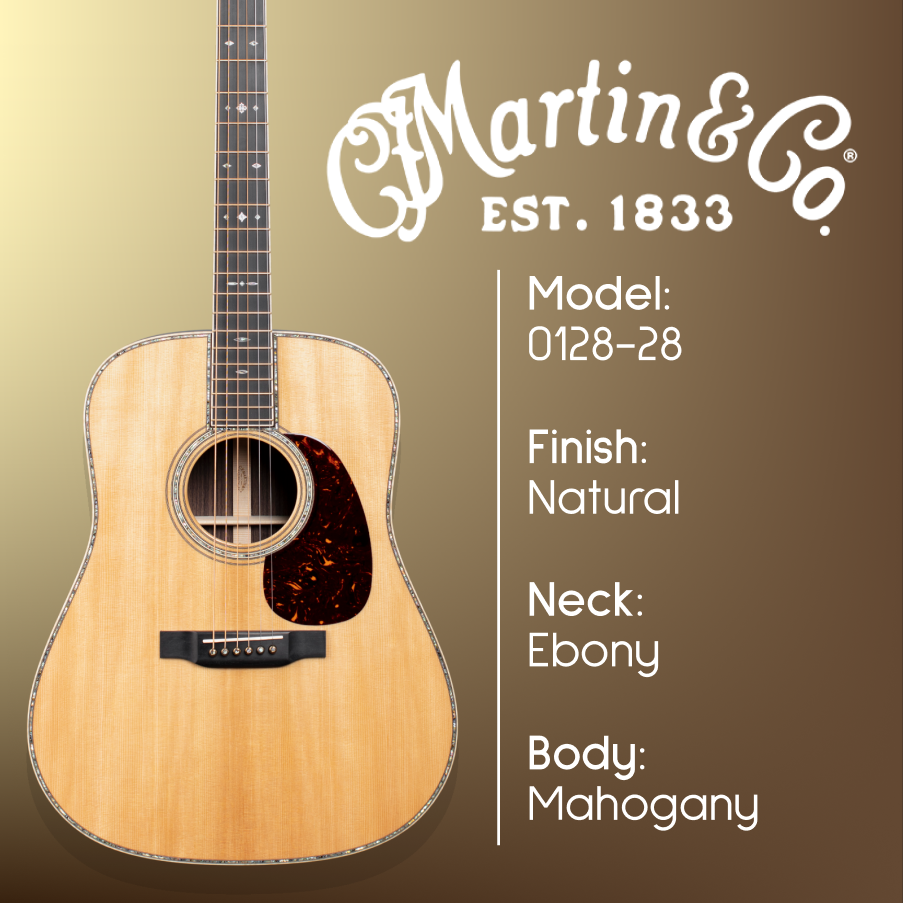 CFMartin & Co.®
EST. 1833
Model:
0128-28
Finish:
Natural
Neck:
Ebony
Body:
Mahogany